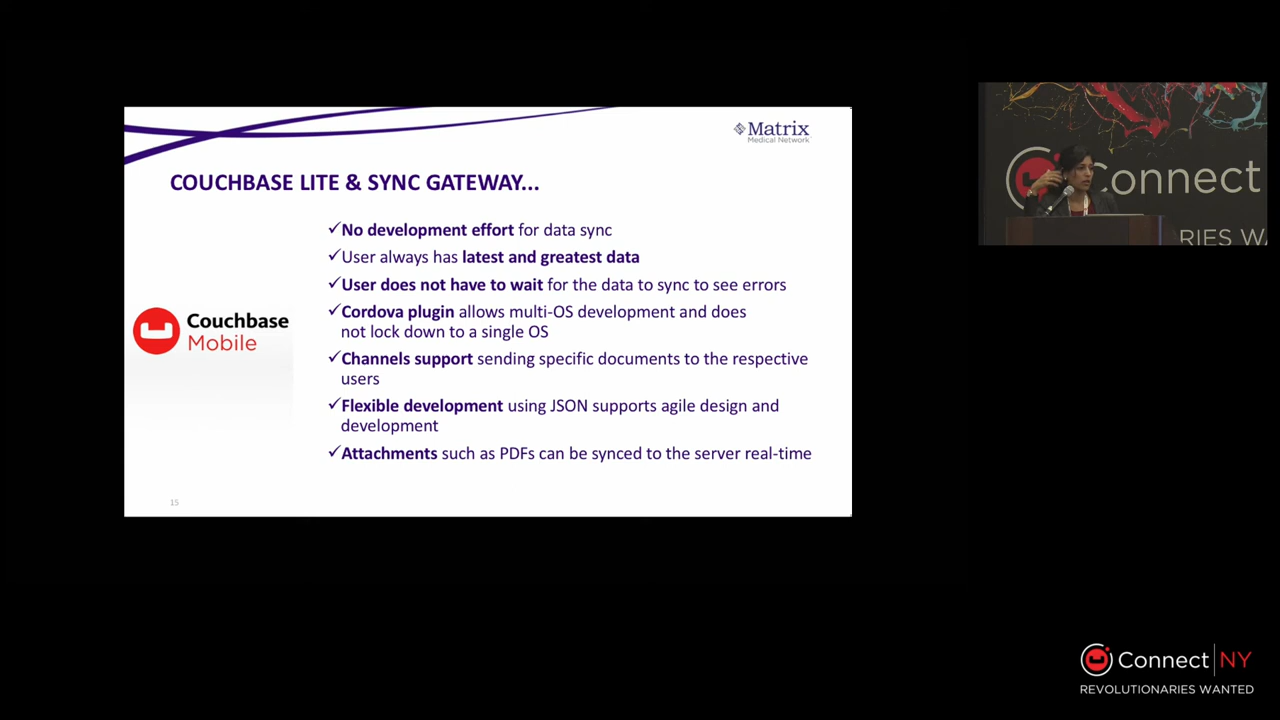 Matrix
Medical Network
COUCHBASE LITE & SYNC GATEWAY...
✓No development effort for data sync
✓User always has latest and greatest data
✓User does not have to wait for the data to sync to see errors
✓Cordova plugin allows multi-OS development and does
not lock down to a single OS
✓Channels support sending specific documents to the respective
users
✓Flexible development using JSON supports agile design and
development
✓Attachments such as PDFs can be synced to the server real-time
Couchbase
Mobile
15
Connect
RIES WA
Connect|NY
REVOLUTIONARIES WANTED